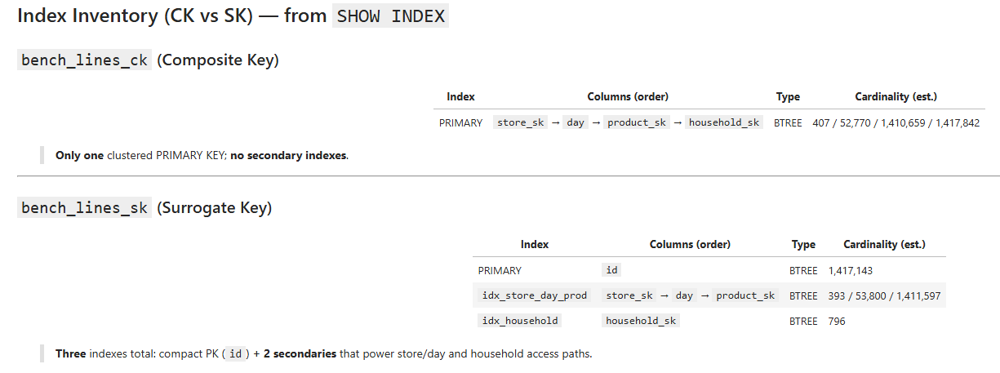 Index Inventory (CK vs SK) — from SHOW INDEX
bench_lines_ck (Composite Key)
Index Columns (order) Type Cardinality (est.)
PRIMARY store_sk → day → product_sk → household_sk BTREE 407 / 52,770 / 1,410,659 / 1,417,842
Only one clustered PRIMARY KEY; no secondary indexes.
bench_lines_sk (Surrogate Key)
Index Columns (order) Type Cardinality (est.)
PRIMARY id BTREE 1,417,143
idx_store_day_prod store_sk → day → product_sk BTREE 393 / 53,800 / 1,411,597
idx_household household_sk BTREE 796
Three indexes total: compact PK ( id ) + 2 secondaries that power store/day and household access paths.